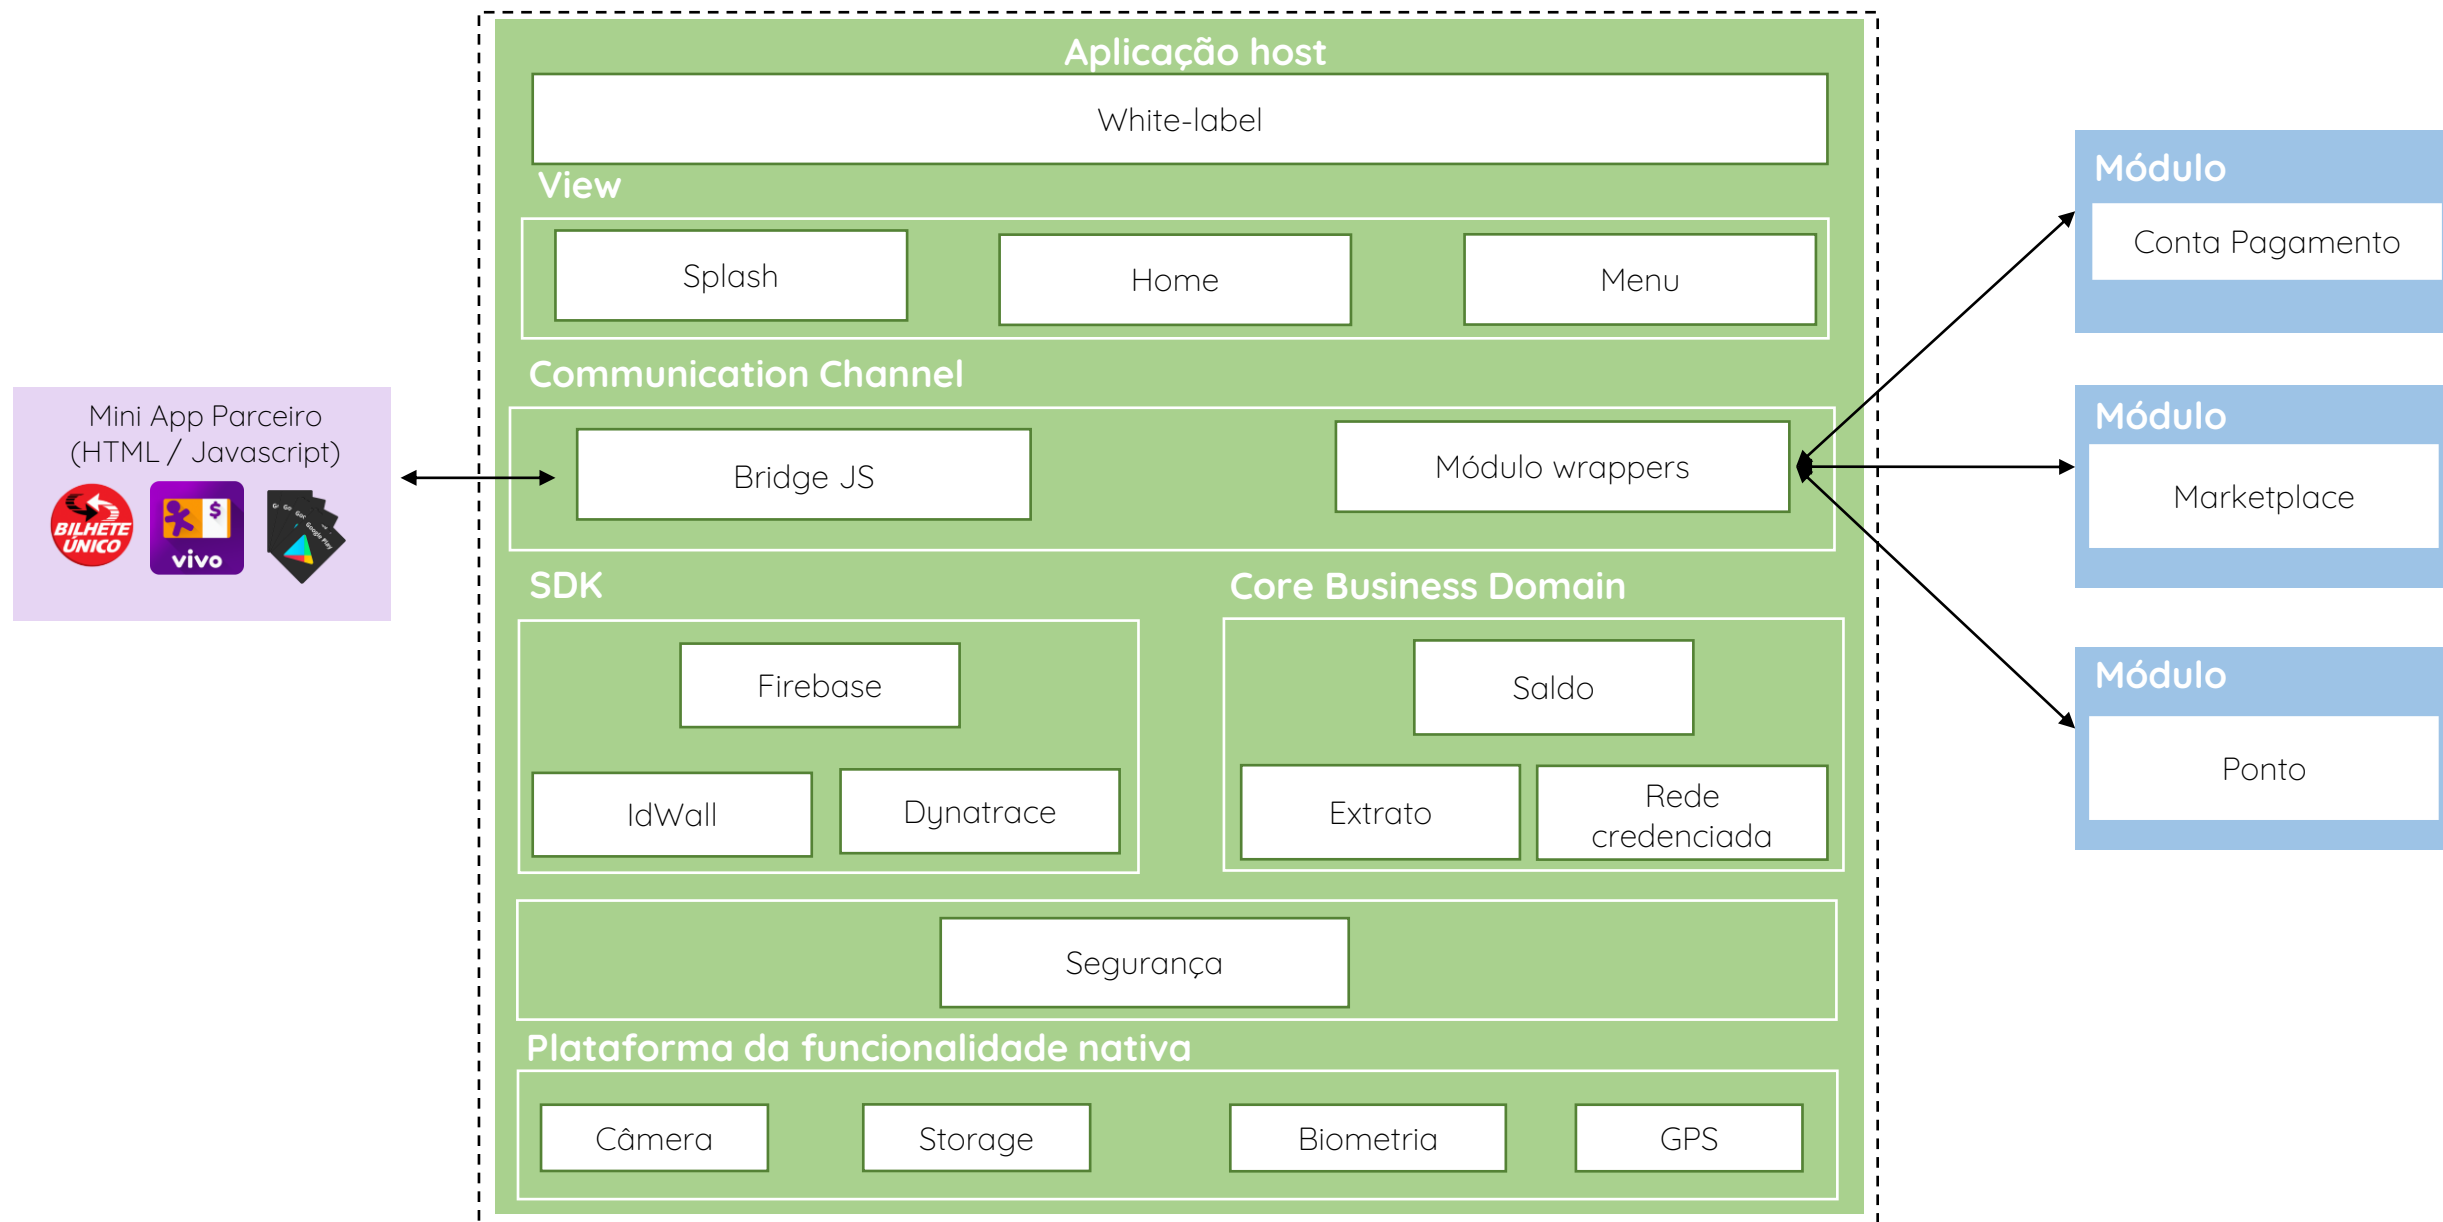 Aplicação host
White-label
View
Splash
Home
Menu
Communication Channel
Bridge JS
Módulo wrappers
Mini App Parceiro
(HTML / Javascript)
BILHETE
ÚNICO
$
vivo
Google Play
SDK
Firebase
IdWall
Dynatrace
Core Business Domain
Saldo
Extrato
Rede
credenciada
Segurança
Plataforma da funcionalidade nativa
Câmera
Storage
Biometria
GPS
Módulo
Conta Pagamento
Módulo
Marketplace
Módulo
Ponto